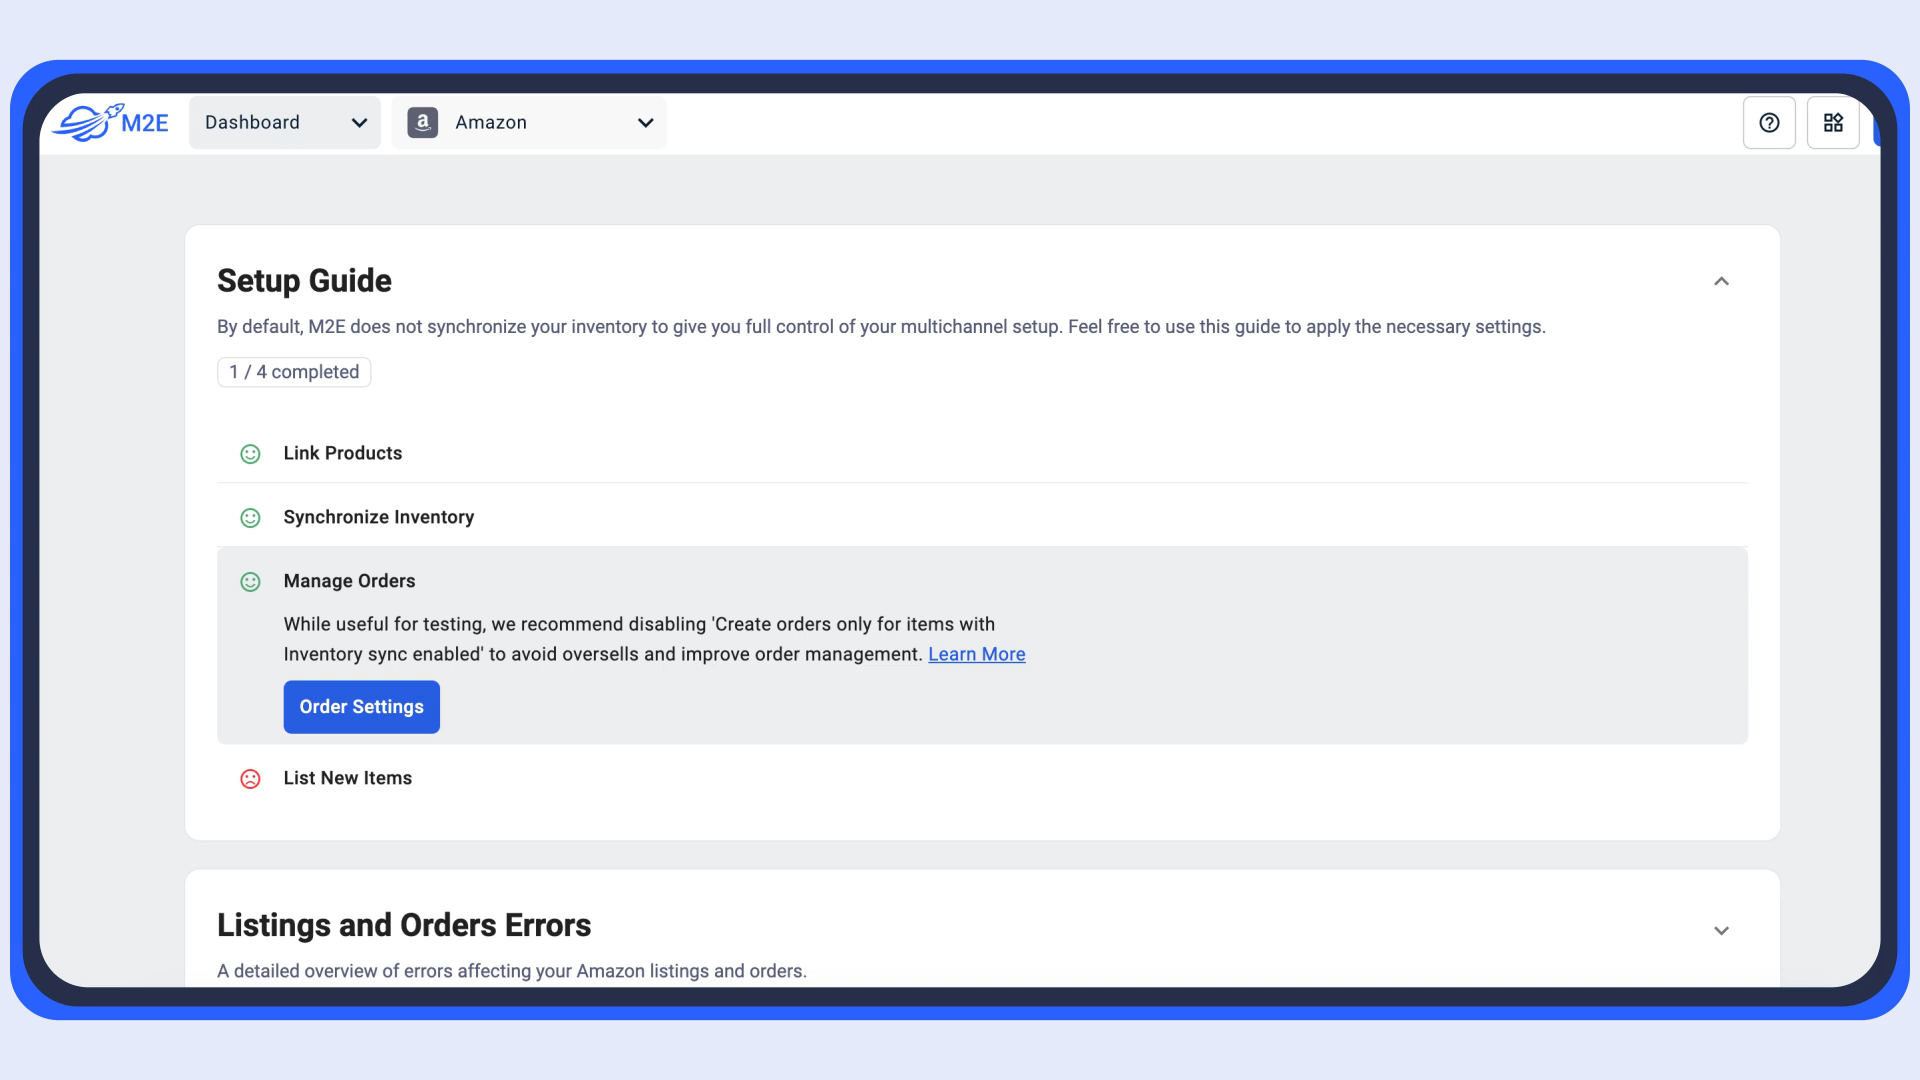 M2E
Dashboard
a
Amazon
Setup Guide
By default, M2E does not synchronize your inventory to give you full control of your multichannel setup. Feel free to use this guide to apply the necessary settings.
1 / 4 completed
Link Products
Synchronize Inventory
Manage Orders
While useful for testing, we recommend disabling 'Create orders only for items with
Inventory sync enabled' to avoid oversells and improve order management. Learn More
Order Settings
List New Items
Listings and Orders Errors
A detailed overview of errors affecting your Amazon listings and orders.